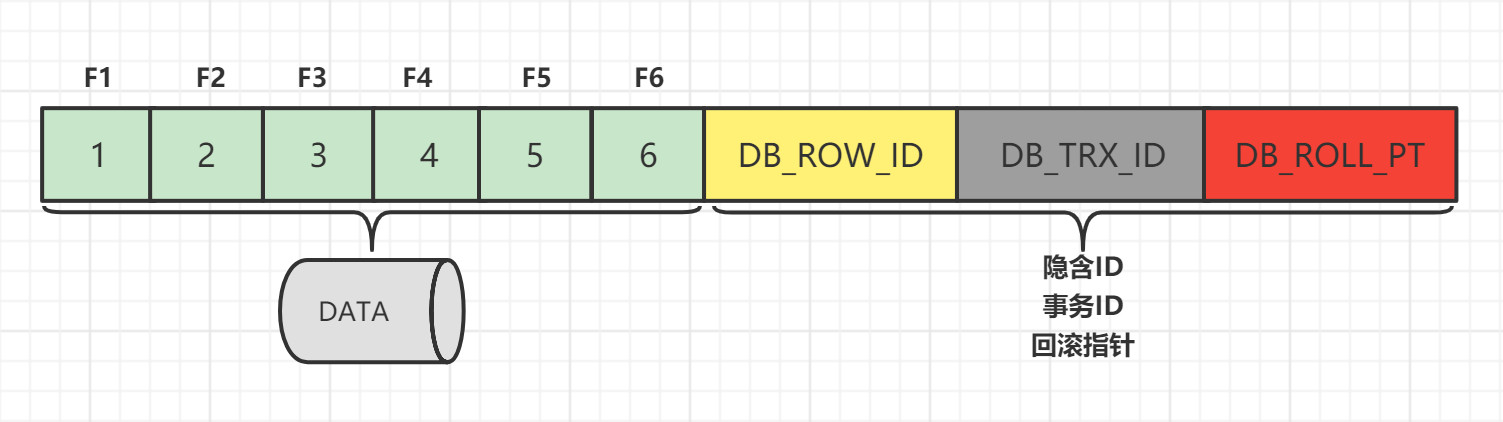 F1 F2 F3 F4 F5 F6
1 2 3 4 5 6 DB_ROW_ID DB_TRX_ID DB_ROLL_PT
隐含ID
事务ID
DATA
回滚指针